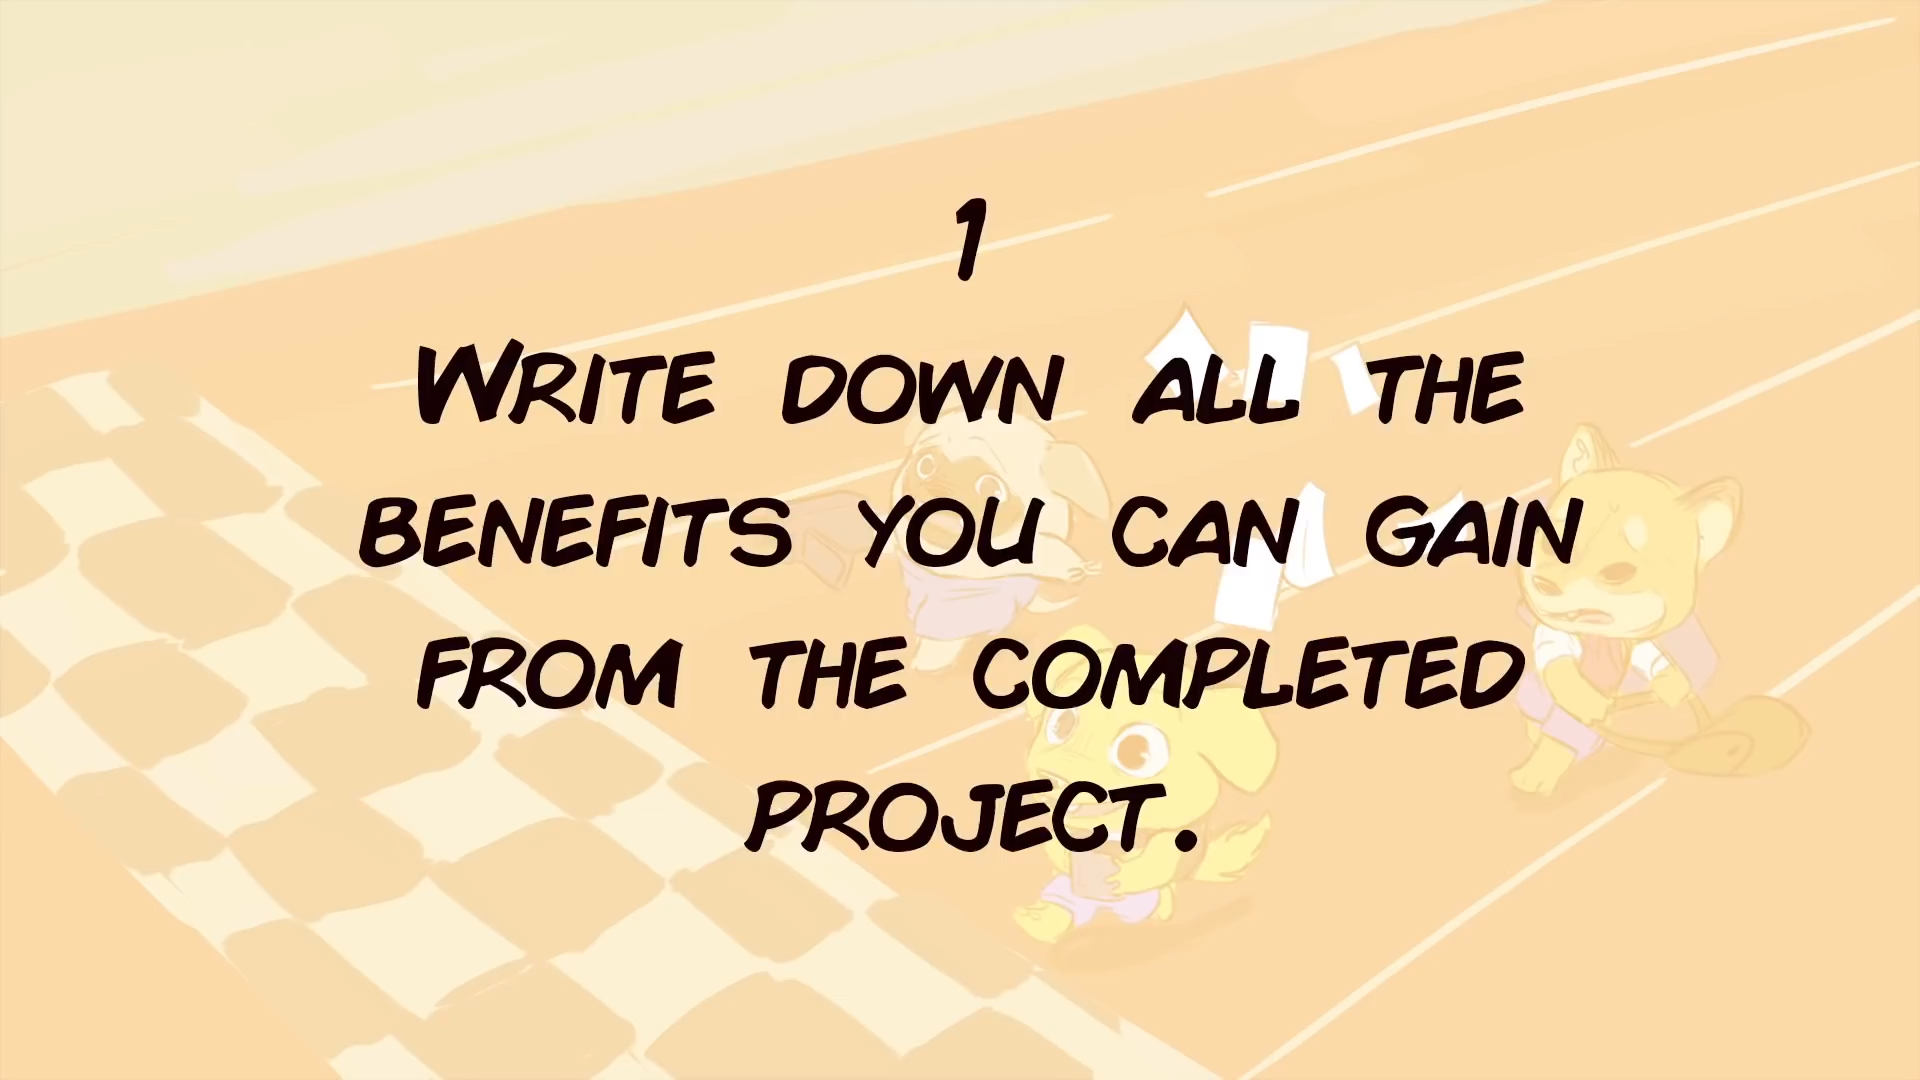 1
Write down all the
benefits you can gain
from the completed
project.